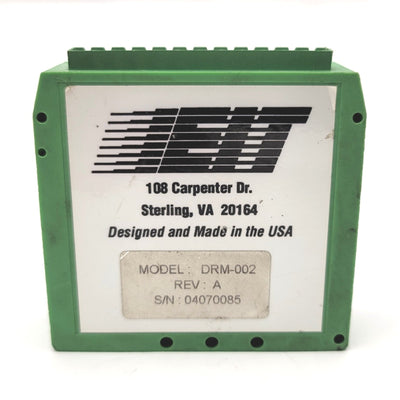 EIT
108 Carpenter Dr.
Sterling, VA 20164
Designed and Made in the USA
MODEL : DRM-002
REV : A
S/N : 04070085